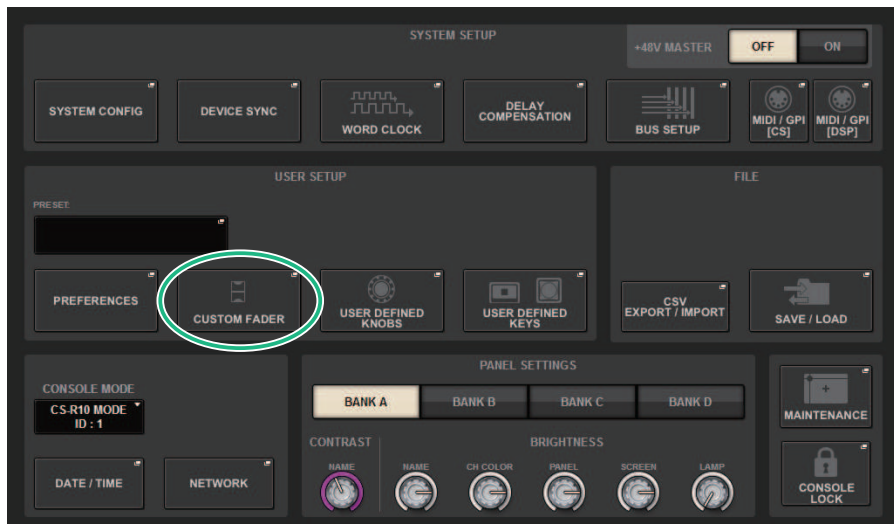 SYSTEM SETUP
+48V MASTER
OFF
ON
SYSTEM CONFIG
DEVICE SYNC
WORD CLOCK
DELAY
COMPENSATION
BUS SETUP
MIDI / GPI
[CS]
MIDI / GPI
[DSP]
USER SETUP
PRESET:
PREFERENCES
CUSTOM FADER
USER DEFINED
KNOBS
USER DEFINED
KEYS
FILE
CSV
EXPORT / IMPORT
SAVE / LOAD
CONSOLE MODE
CS-R10 MODE
ID : 1
DATE / TIME
NETWORK
PANEL SETTINGS
BANK A
BANK B
BANK C
BANK D
CONTRAST
BRIGHTNESS
NAME
NAME
CH COLOR
PANEL
SCREEN
LAMP
MAINTENANCE
CONSOLE
LOCK